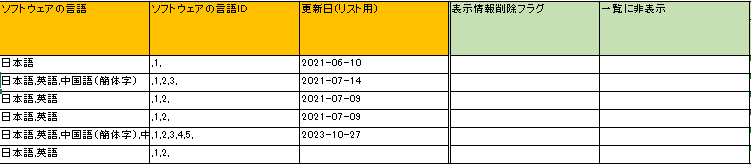 ソフトウェアの言語 ソフトウェアの言語ID 更新日(リスト用) 表示情報削除フラグ 一覧に非表示
日本語 ,1, 2021-06-10
日本語,英語,中国語(簡体字) ,1,2,3, 2021-07-14
日本語,英語 ,1,2, 2021-07-09
日本語,英語 ,1,2, 2021-07-09
日本語,英語,中国語(簡体字),中 ,1,2,3,4,5, 2023-10-27
日本語,英語 ,1,2,